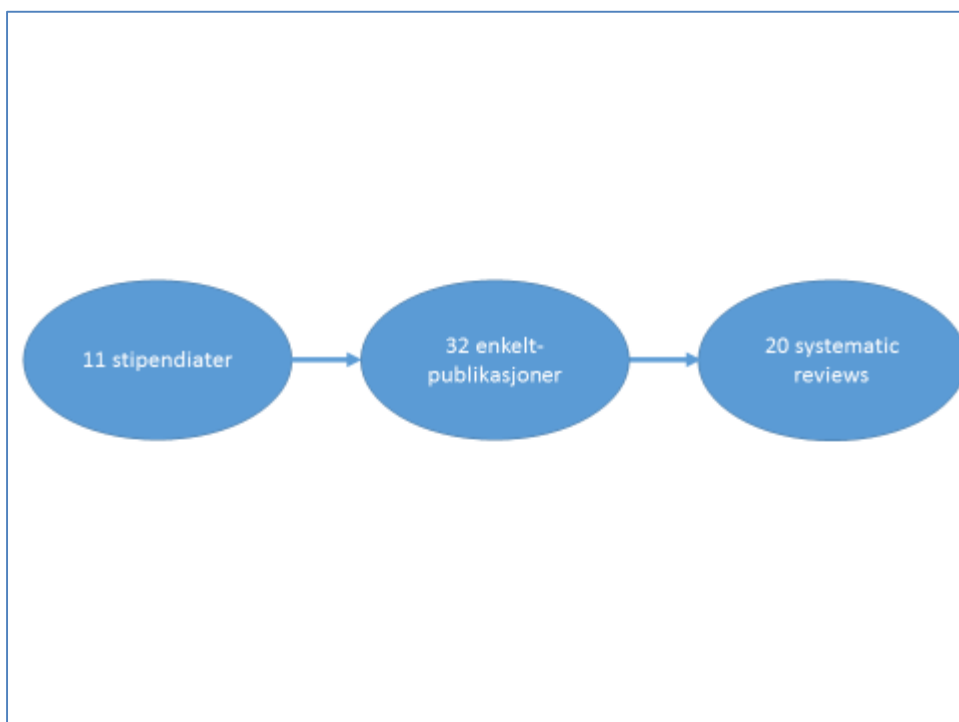 11 stipendiater
32 enkelt-
publikasjoner
20 systematic
reviews